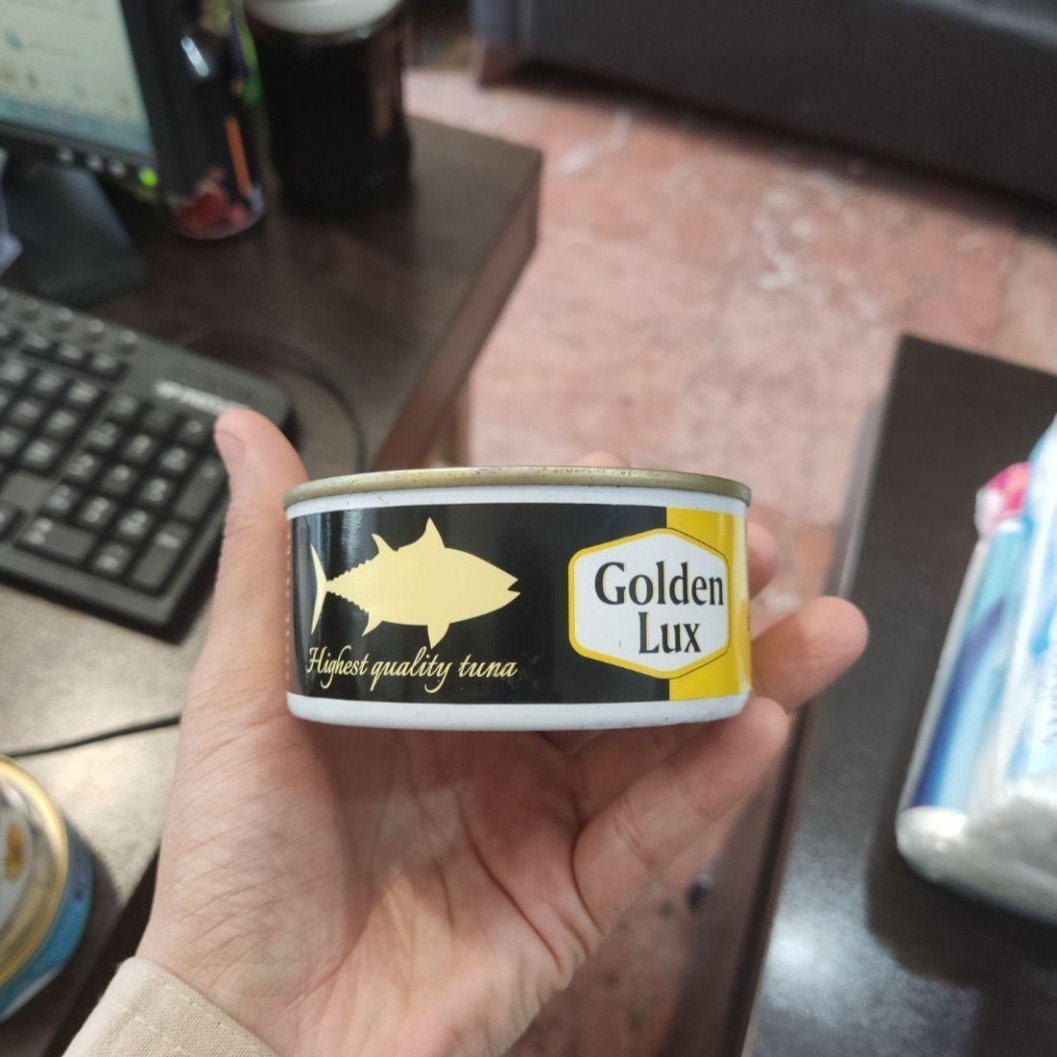 Golden
Lux
Highest quality tuna